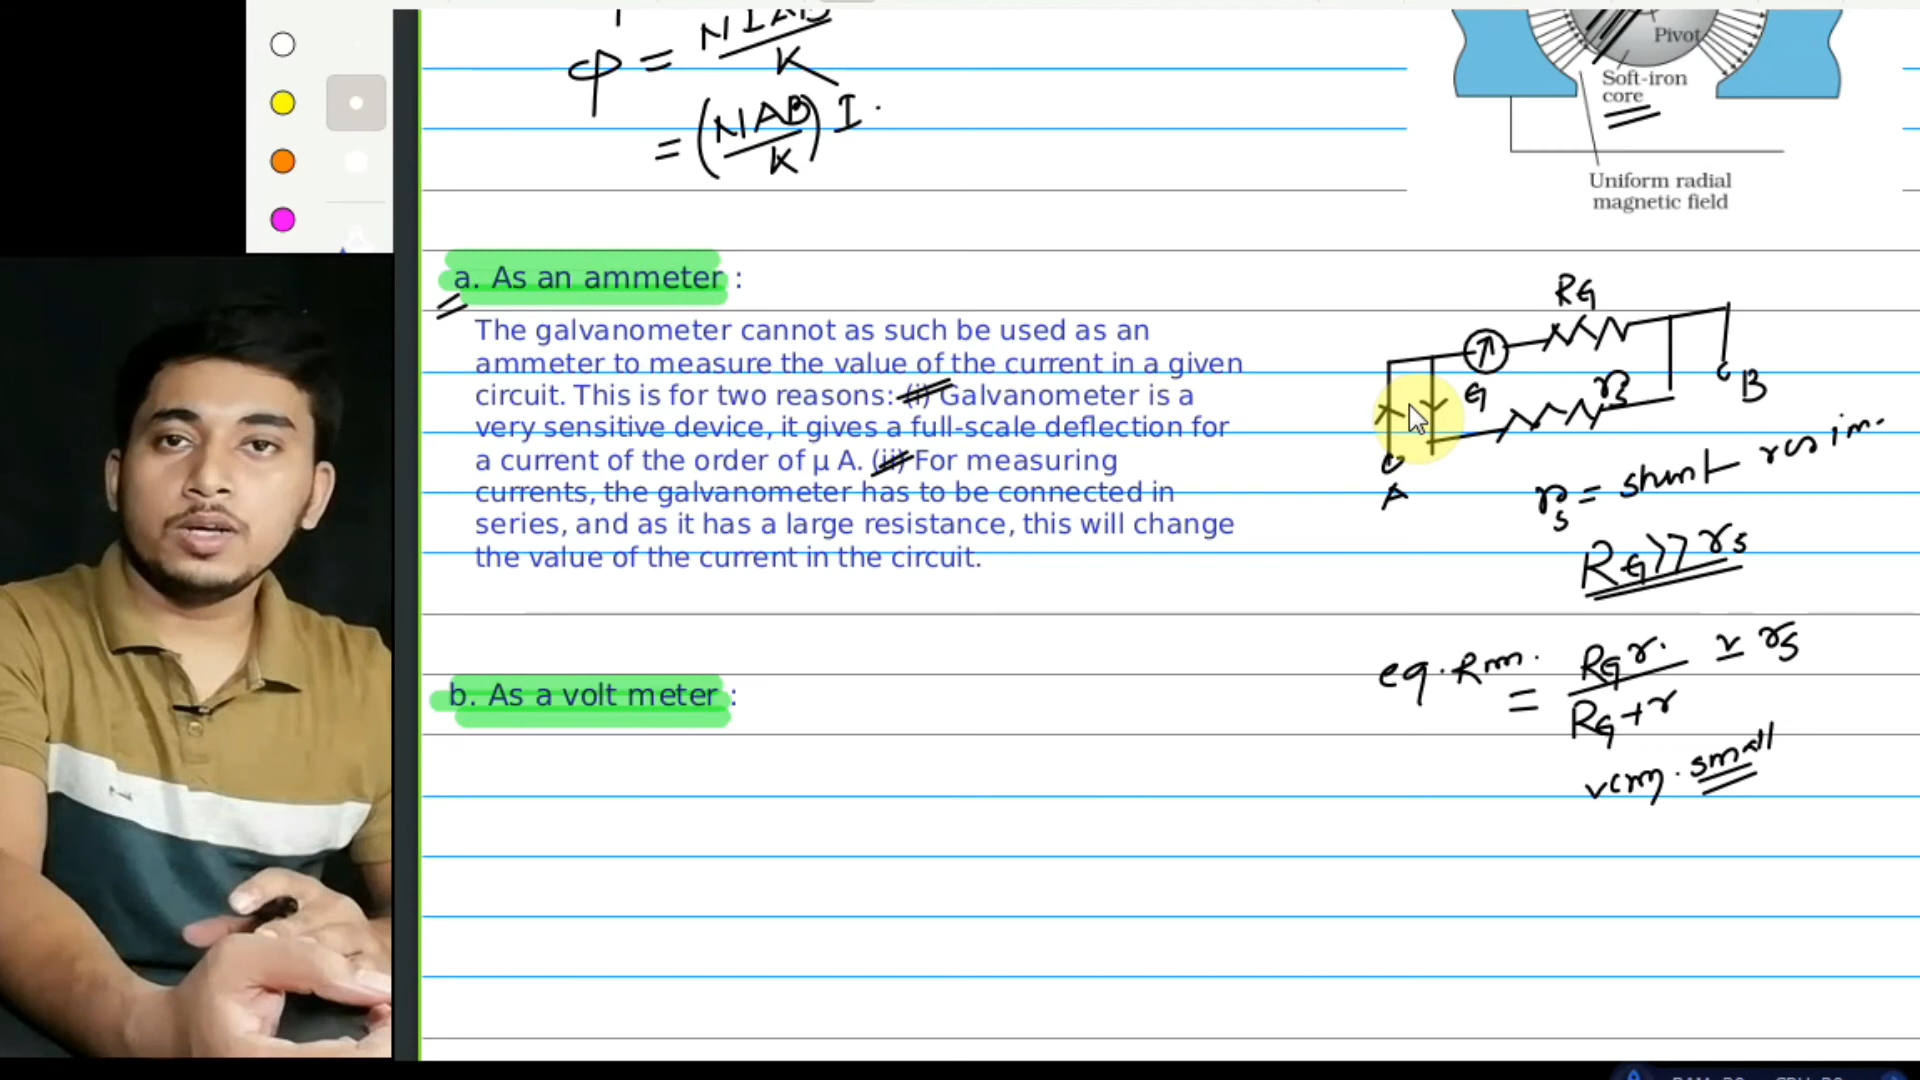 φ = NIAB/K
= (NAB/K) I.
Pivot
Soft-iron
core
Uniform radial
magnetic field
a. As an ammeter :
The galvanometer cannot as such be used as an
ammeter to measure the value of the current in a given
circuit. This is for two reasons: (i) Galvanometer is a
very sensitive device, it gives a full-scale deflection for
a current of the order of μ A. (ii) For measuring
currents, the galvanometer has to be connected in
series, and as it has a large resistance, this will change
the value of the current in the circuit.
RG
G
B
A
rs = shunt
RG>>rs
RG r. ≃ rs
=
RG+r
small
b. As a volt meter :